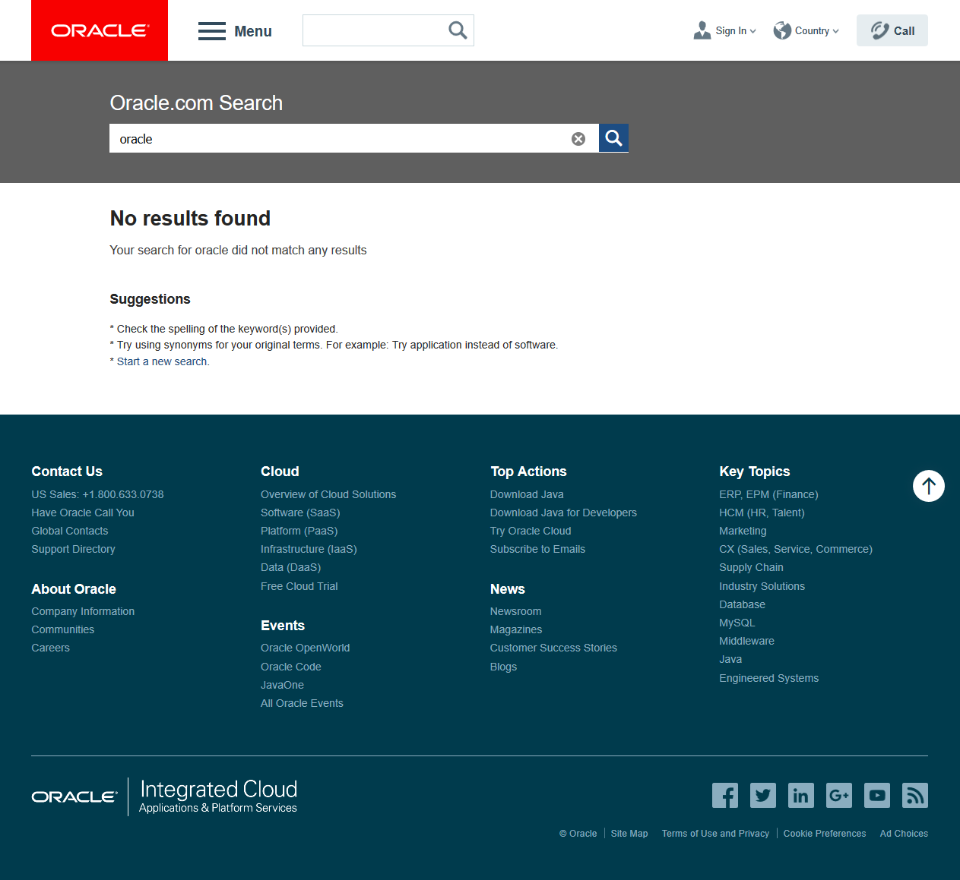 ORACLE Menu Sign In Country Call
Oracle.com Search
oracle
No results found
Your search for oracle did not match any results
Suggestions
* Check the spelling of the keyword(s) provided.
* Try using synonyms for your original terms. For example: Try application instead of software.
* Start a new search.
Contact Us
US Sales: +1.800.633.0738
Have Oracle Call You
Global Contacts
Support Directory
About Oracle
Company Information
Communities
Careers
Cloud
Overview of Cloud Solutions
Software (SaaS)
Platform (PaaS)
Infrastructure (IaaS)
Data (DaaS)
Free Cloud Trial
Events
Oracle OpenWorld
Oracle Code
JavaOne
All Oracle Events
Top Actions
Download Java
Download Java for Developers
Try Oracle Cloud
Subscribe to Emails
News
Newsroom
Magazines
Customer Success Stories
Blogs
Key Topics
ERP, EPM (Finance)
HCM (HR, Talent)
Marketing
CX (Sales, Service, Commerce)
Supply Chain
Industry Solutions
Database
MySQL
Middleware
Java
Engineered Systems
ORACLE Integrated Cloud
Applications & Platform Services
© Oracle | Site Map Terms of Use and Privacy | Cookie Preferences Ad Choices